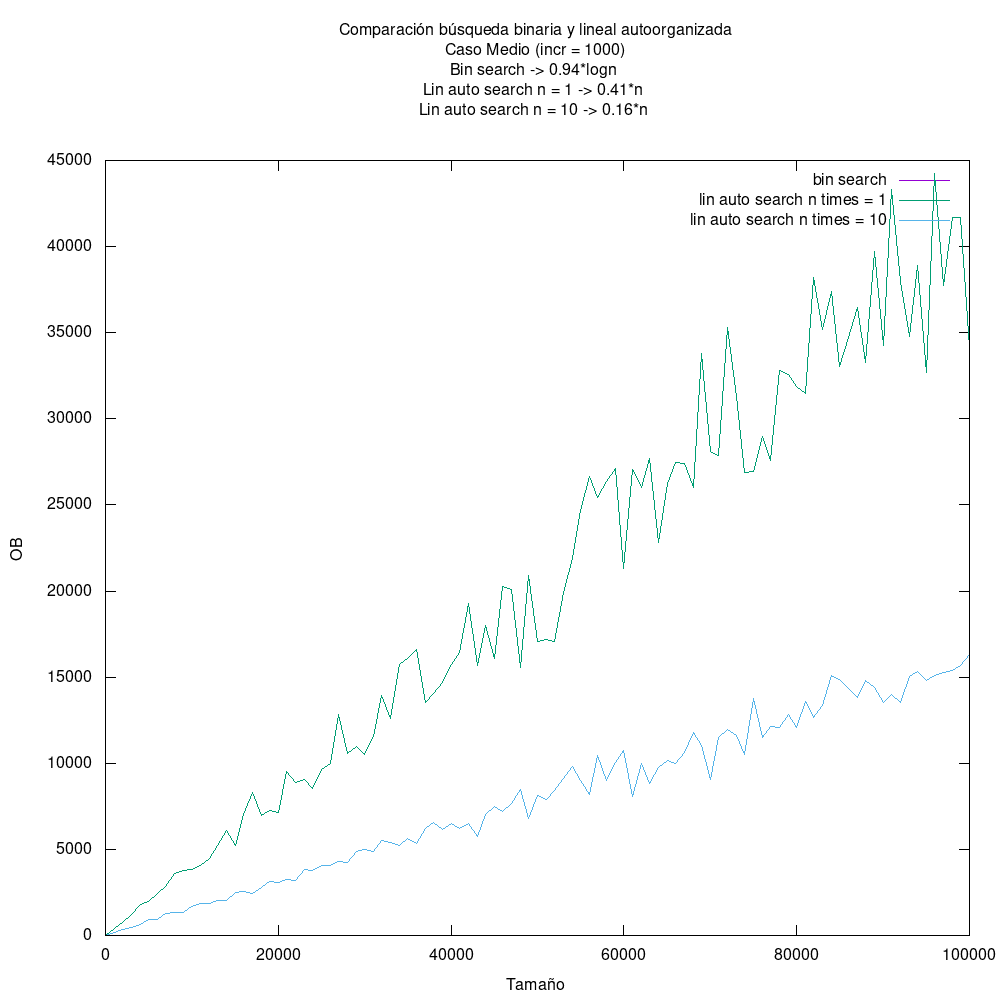 Comparación búsqueda binaria y lineal autoorganizada
Caso Medio (incr = 1000)
Bin search -> 0.94*logn
Lin auto search n = 1 -> 0.41*n
Lin auto search n = 10 -> 0.16*n
45000
40000
35000
30000
25000
20000
15000
10000
5000
0
OB
bin search
lin auto search n times = 1
lin auto search n times = 10
0
20000
40000
60000
80000
100000
Tamaño